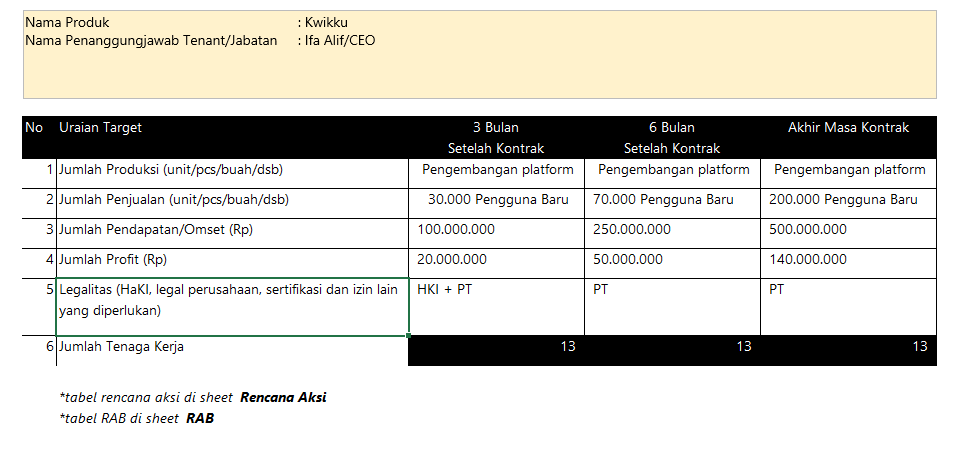 Nama Produk : Kwikku
Nama Penanggungjawab Tenant/Jabatan : Ifa Alif/CEO
No Uraian Target 3 Bulan Setelah Kontrak 6 Bulan Setelah Kontrak Akhir Masa Kontrak
1 Jumlah Produksi (unit/pcs/buah/dsb) Pengembangan platform Pengembangan platform Pengembangan platform
2 Jumlah Penjualan (unit/pcs/buah/dsb) 30.000 Pengguna Baru 70.000 Pengguna Baru 200.000 Pengguna Baru
3 Jumlah Pendapatan/Omset (Rp) 100.000.000 250.000.000 500.000.000
4 Jumlah Profit (Rp) 20.000.000 50.000.000 140.000.000
5 Legalitas (HaKI, legal perusahaan, sertifikasi dan izin lain yang diperlukan) HKI + PT PT PT
6 Jumlah Tenaga Kerja 13 13 13
*tabel rencana aksi di sheet Rencana Aksi
*tabel RAB di sheet RAB